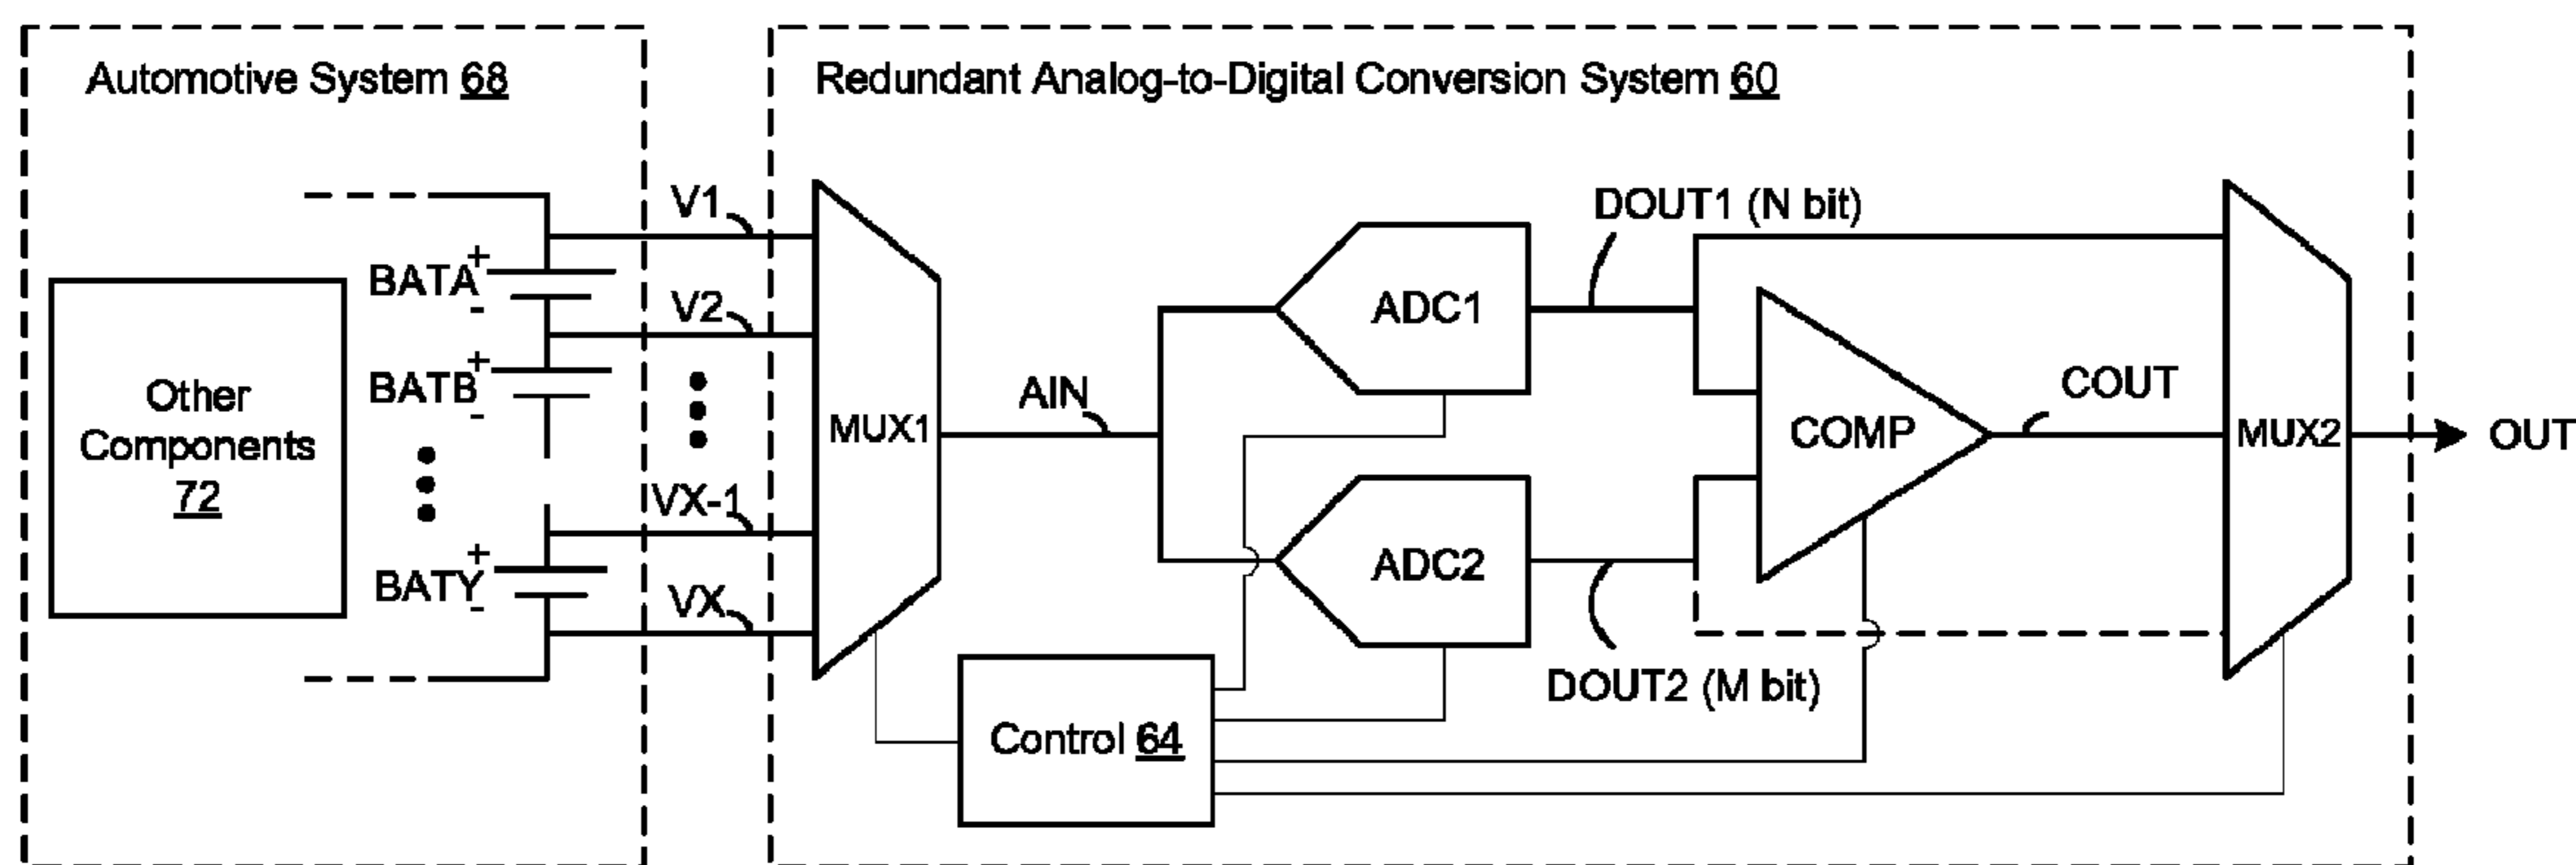 Automotive System 68
Redundant Analog-to-Digital Conversion System 60
V1
DOUT1 (N bit)
+
BATA
-
V2
ADC1
+
BATB
-
Other
Components
72
AIN
MUX1
COMP
COUT
MUX2
OUT
VX-1
+
BATY
-
VX
ADC2
DOUT2 (M bit)
Control 64